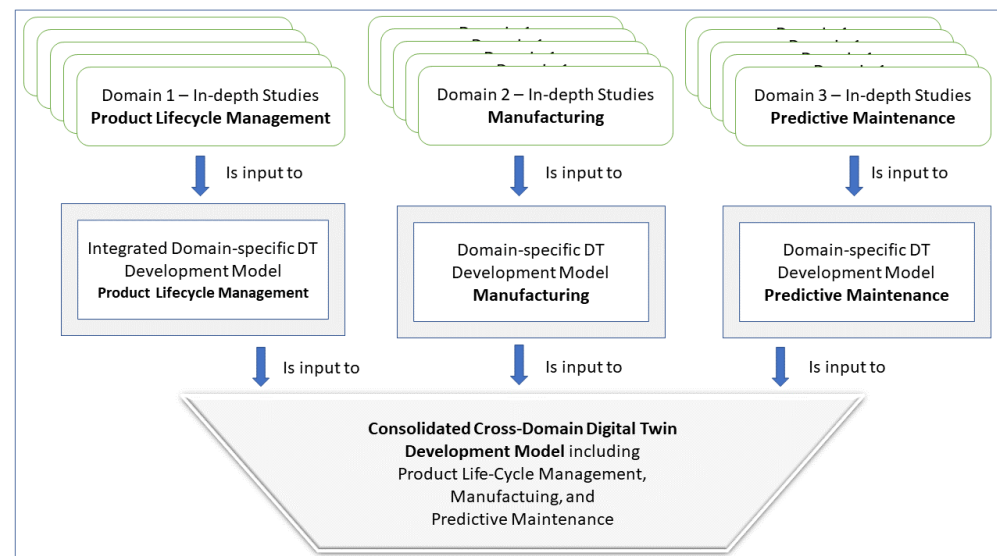 Domain 1 – In-depth Studies
Product Lifecycle Management
Domain 2 – In-depth Studies
Manufacturing
Domain 3 – In-depth Studies
Predictive Maintenance
Is input to
Is input to
Is input to
Integrated Domain-specific DT
Development Model
Product Lifecycle Management
Domain-specific DT
Development Model
Manufacturing
Domain-specific DT
Development Model
Predictive Maintenance
Is input to
Is input to
Is input to
Consolidated Cross-Domain Digital Twin
Development Model including
Product Life-Cycle Management,
Manufactuing, and
Predictive Maintenance